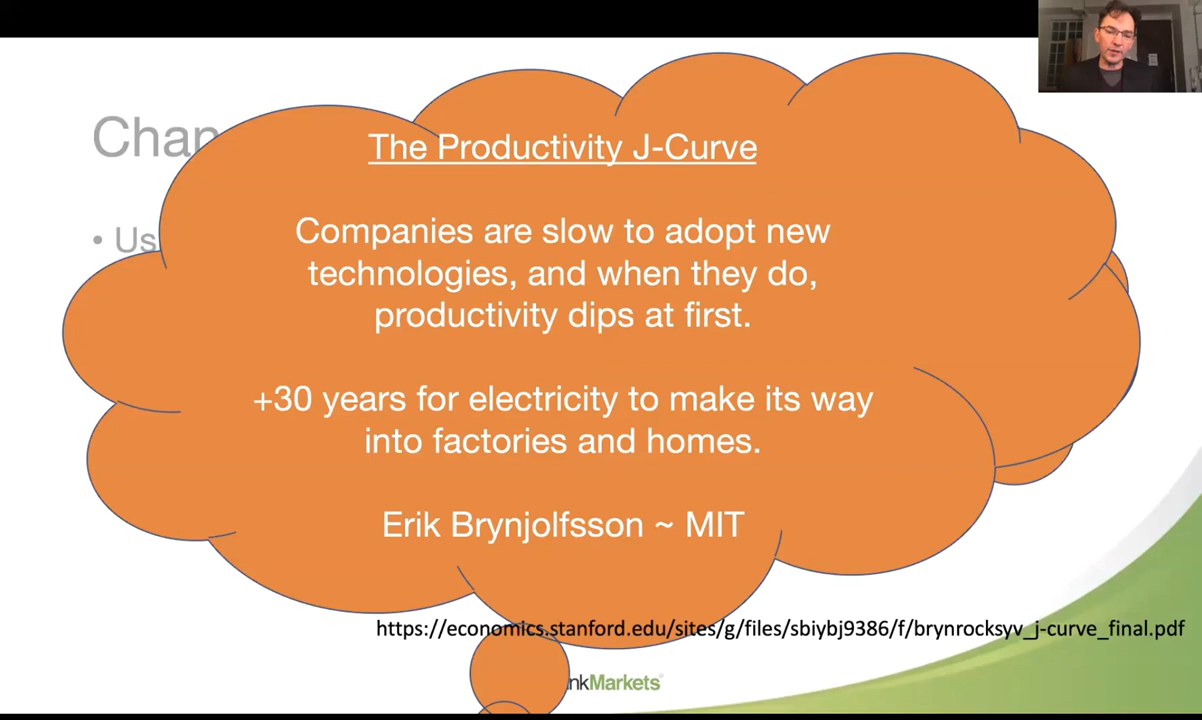 Chan
The Productivity J-Curve
• Us
Companies are slow to adopt new
technologies, and when they do,
productivity dips at first.
+30 years for electricity to make its way
into factories and homes.
Erik Brynjolfsson ~ MIT
https://economics.stanford.edu/sites/g/files/sbiybj9386/f/brynrocksyv_j-curve_final.pdf
nkMarkets